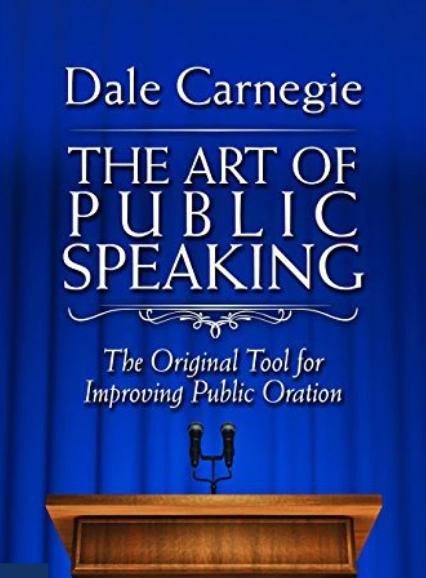 Dale Carnegie
THE ART OF
PUBLIC
SPEAKING
The Original Tool for
Improving Public Oration